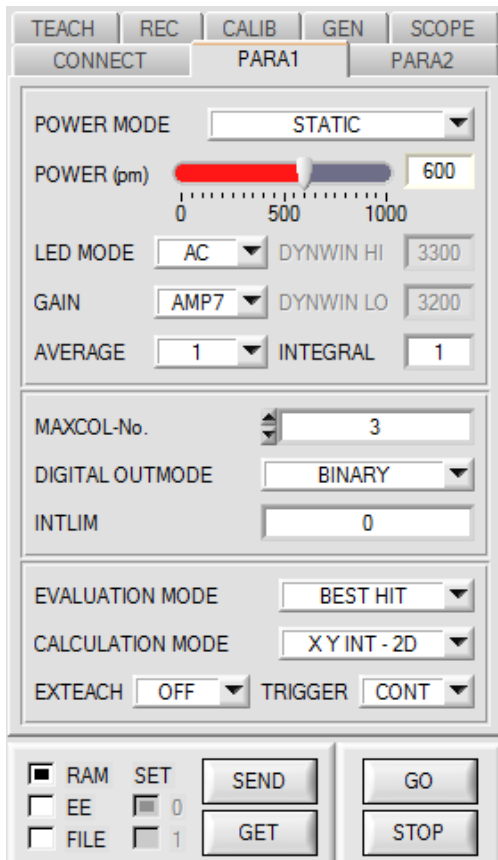 TEACH REC CALIB GEN SCOPE
CONNECT PARA1 PARA2
POWER MODE STATIC
POWER (pm) 600
0 500 1000
LED MODE AC DYNWIN HI 3300
GAIN AMP7 DYNWIN LO 3200
AVERAGE 1 INTEGRAL 1
MAXCOL-No. 3
DIGITAL OUTMODE BINARY
INTLIM 0
EVALUATION MODE BEST HIT
CALCULATION MODE X Y INT - 2D
EXTEACH OFF TRIGGER CONT
RAM SET SEND GO
EE 0
FILE 1 GET STOP